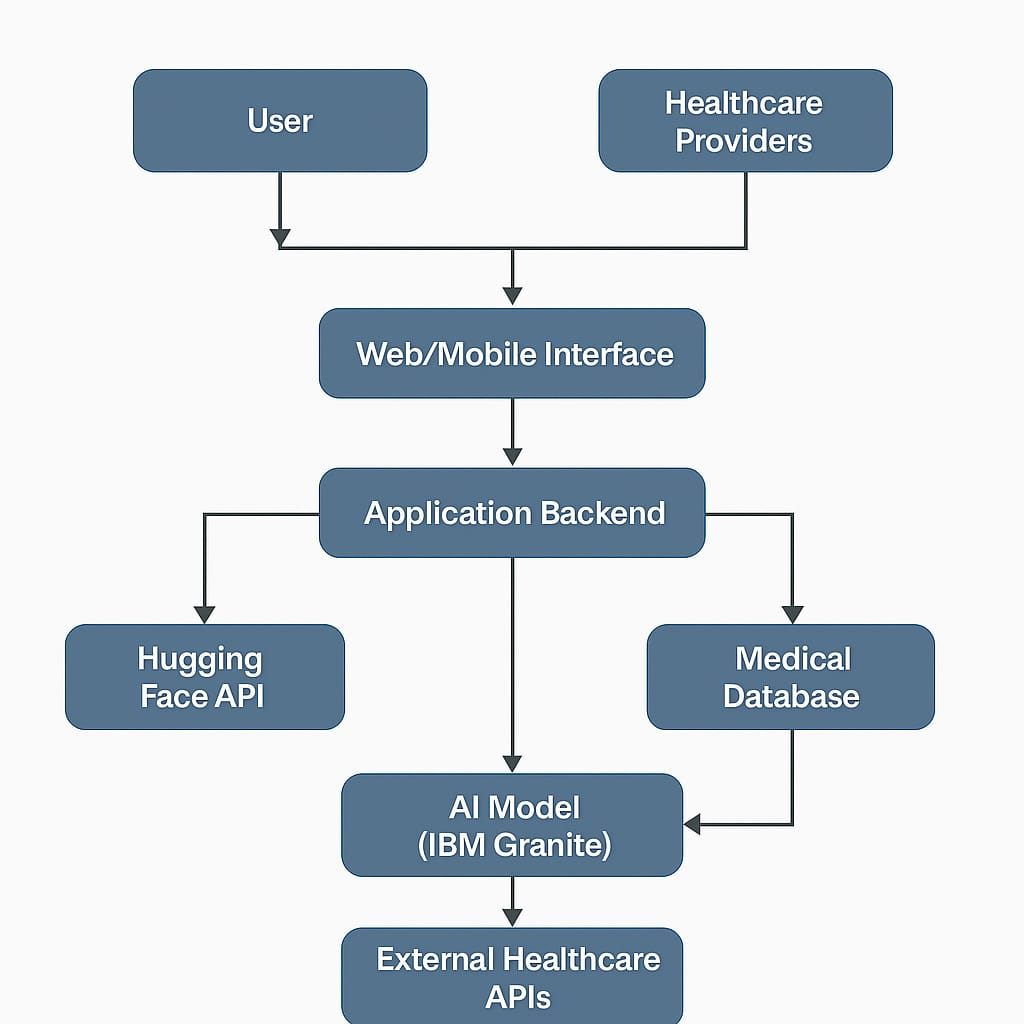 User
Healthcare
Providers
Web/Mobile Interface
Application Backend
Hugging
Face API
Medical
Database
AI Model
(IBM Granite)
External Healthcare
APIs